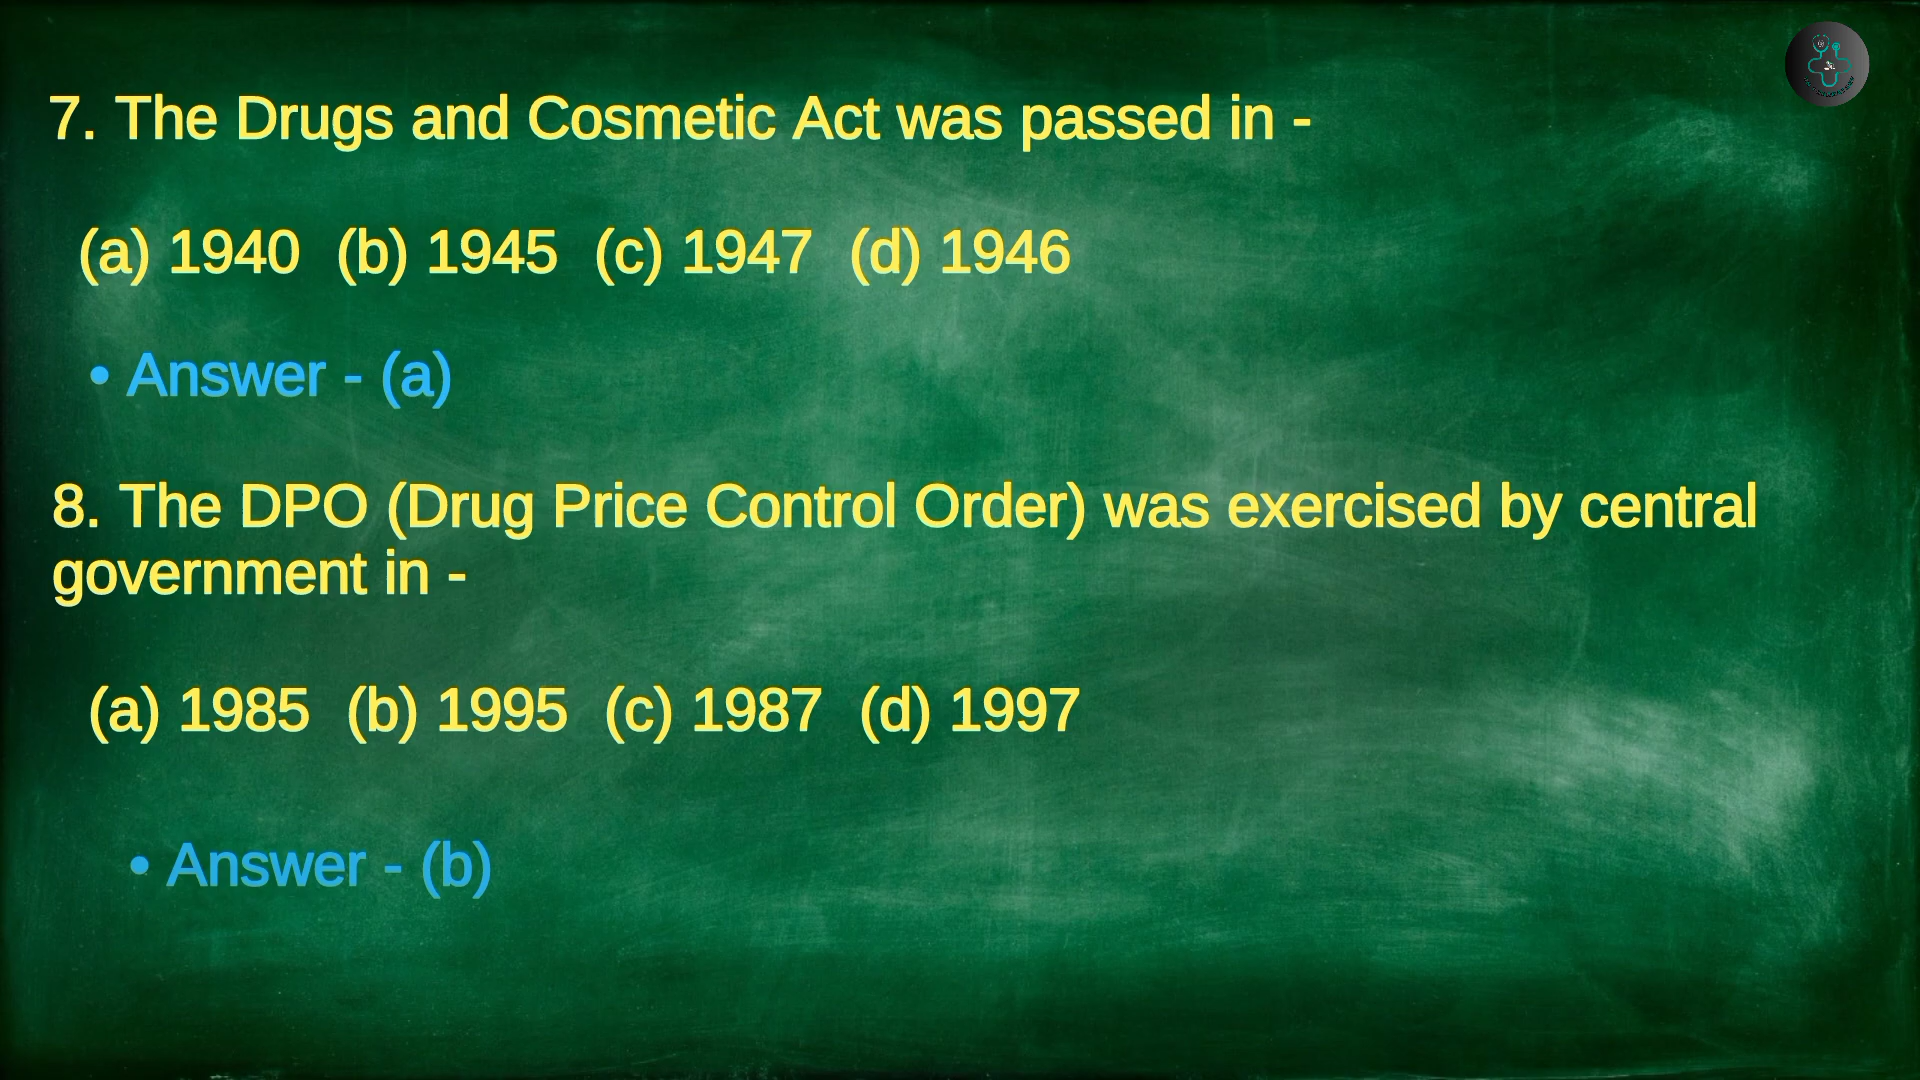 7. The Drugs and Cosmetic Act was passed in -
(a) 1940 (b) 1945 (c) 1947 (d) 1946
• Answer - (a)
8. The DPO (Drug Price Control Order) was exercised by central
government in -
(a) 1985 (b) 1995 (c) 1987 (d) 1997
• Answer - (b)